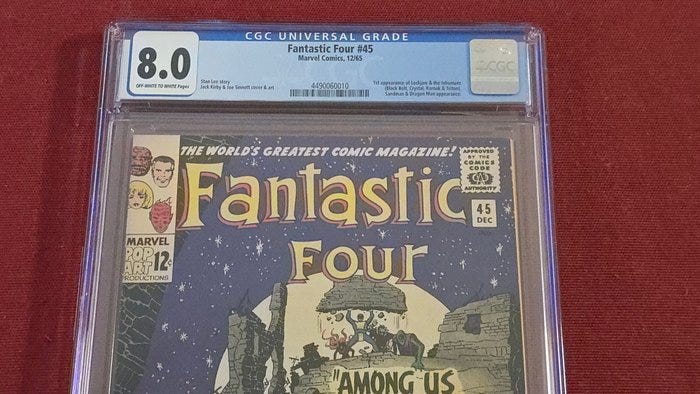 CGC UNIVERSAL GRADE
8.0
OFF-WHITE TO WHITE Pages
Fantastic Four #45
Marvel Comics, 12/65
Stan Lee story
Jack Kirby & Joe Sinnott cover & art
4490060010
1st appearance of Lockjaw & the Inhumans
(Black Bolt, Crystal, Karnak & Triton).
Sandman & Dragon Man appearance.
CGC
THE WORLD'S GREATEST COMIC MAGAZINE!
APPROVED
BY THE
COMICS
CODE
AUTHORITY
Fantastic
Four
45
DEC
MARVEL
POP
ART
PRODUCTIONS
12¢
"AMONG US